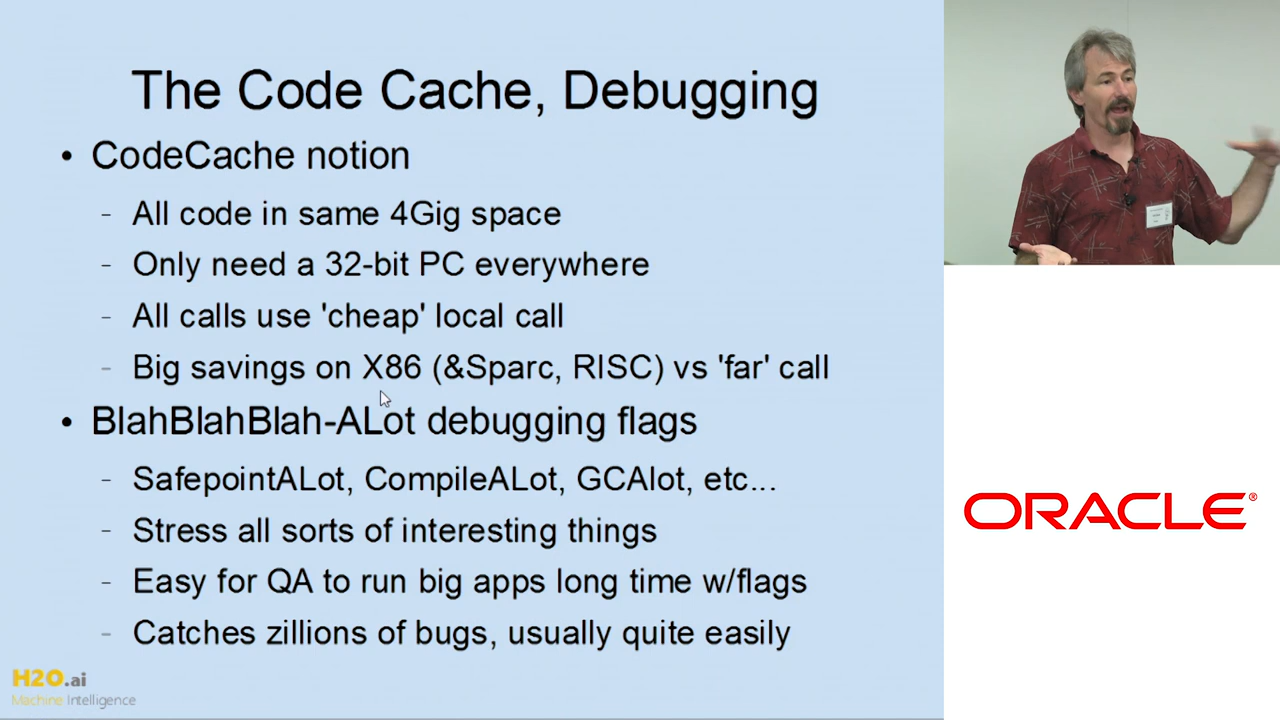 The Code Cache, Debugging
• CodeCache notion
- All code in same 4Gig space
- Only need a 32-bit PC everywhere
- All calls use 'cheap' local call
- Big savings on X86 (&Sparc, RISC) vs 'far' call
• BlahBlahBlah-ALot debugging flags
- SafepointALot, CompileALot, GCAlot, etc...
- Stress all sorts of interesting things
- Easy for QA to run big apps long time w/flags
- Catches zillions of bugs, usually quite easily
H2O.ai
Machine Intelligence
ORACLE®